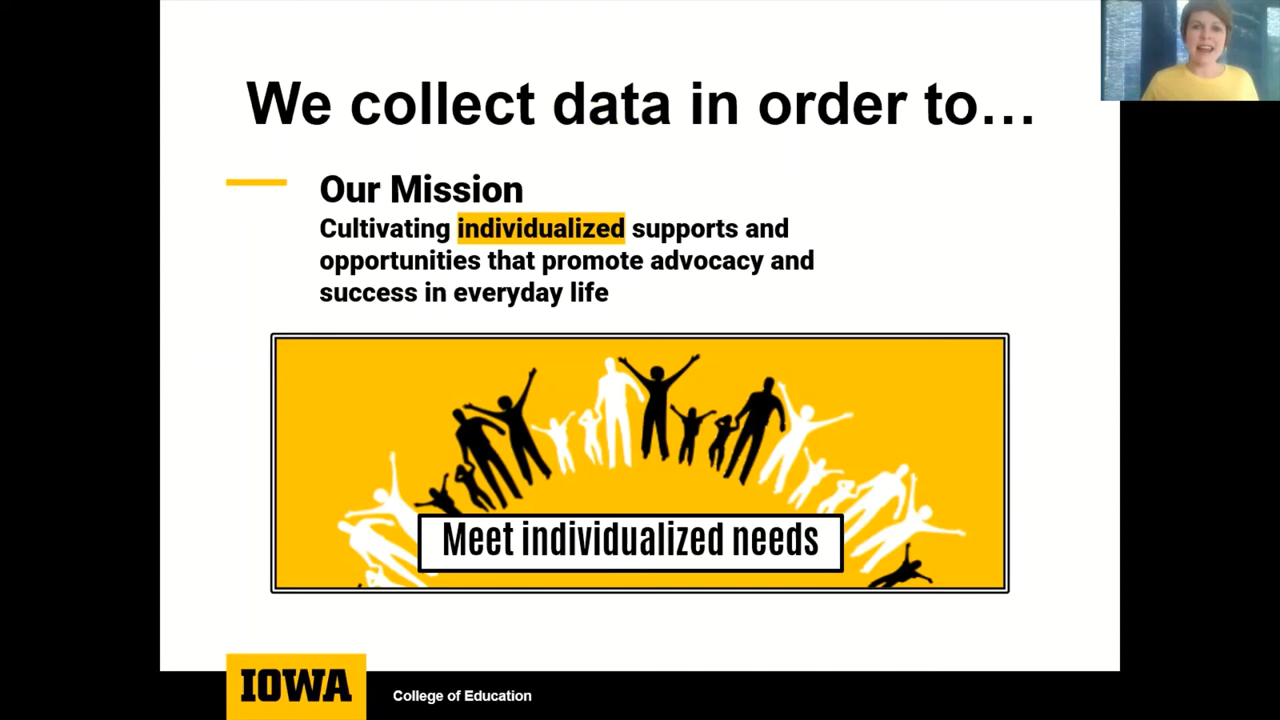 We collect data in order to…
Our Mission
Cultivating individualized supports and
opportunities that promote advocacy and
success in everyday life
Meet individualized needs
IOWA
College of Education